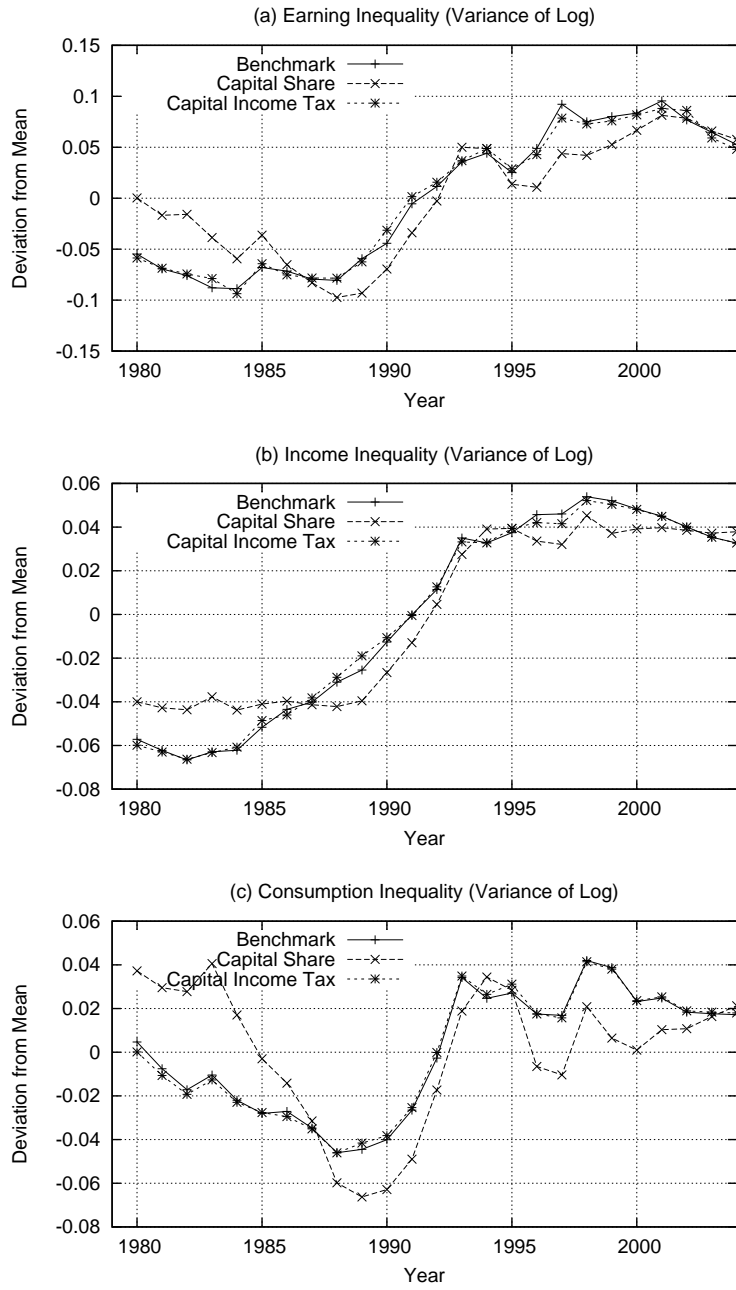 (a) Earning Inequality (Variance of Log)
0.15
0.1
0.05
0
-0.05
-0.1
-0.15
Deviation from Mean
Benchmark
Capital Share
Capital Income Tax
1980 1985 1990 1995 2000
Year
(b) Income Inequality (Variance of Log)
0.06
0.04
0.02
0
-0.02
-0.04
-0.06
-0.08
Deviation from Mean
Benchmark
Capital Share
Capital Income Tax
1980 1985 1990 1995 2000
Year
(c) Consumption Inequality (Variance of Log)
0.06
0.04
0.02
0
-0.02
-0.04
-0.06
-0.08
Deviation from Mean
Benchmark
Capital Share
Capital Income Tax
1980 1985 1990 1995 2000
Year